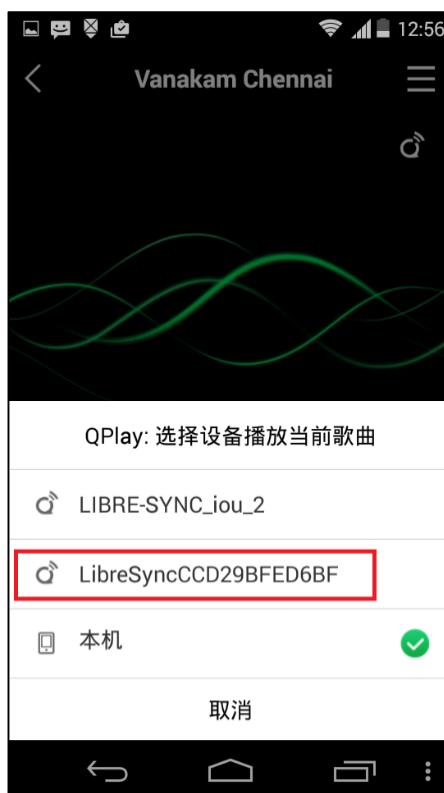 12:56
Vanakam Chennai
QPlay: 选择设备播放当前歌曲
LIBRE-SYNC_iou_2
LibreSyncCCD29BFED6BF
本机
取消